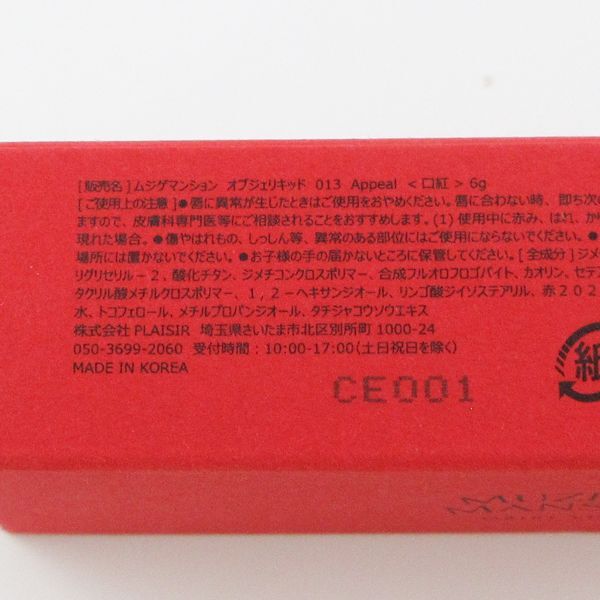 [販売名]ムジゲマンション オブジェリキッド 013 Appeal <口紅> 6g
[ご使用上の注意]●唇に異常が生じたときはご使用をおやめください。唇に合わない時、即ち次の
ますので、皮膚科専門医等にご相談されることをおすすめします。(1)使用中に赤み、はれ、かゆ
現れた場合。●傷やはれもの、しっしん等、異常のある部位にはご使用にならないでください。●
場所には置かないでください。●お子様の手の届かないところに保管してください。[全成分]ジメ
リグリセリル－2、酸化チタン、ジメチコンクロスポリマー、合成フルオロフロゴパイト、カオリン、セテ
タクリル酸メチルクロスポリマー、1,2－ヘキサンジオール、リンゴ酸ジイソステアリル、赤202
水、トコフェロール、メチルプロパンジオール、タチジャコウソウエキス
株式会社 PLAISIR 埼玉県さいたま市北区別所町 1000-24
050-3699-2060 受付時間：10:00-17:00(土日祝日を除く)
MADE IN KOREA
紙
CE001